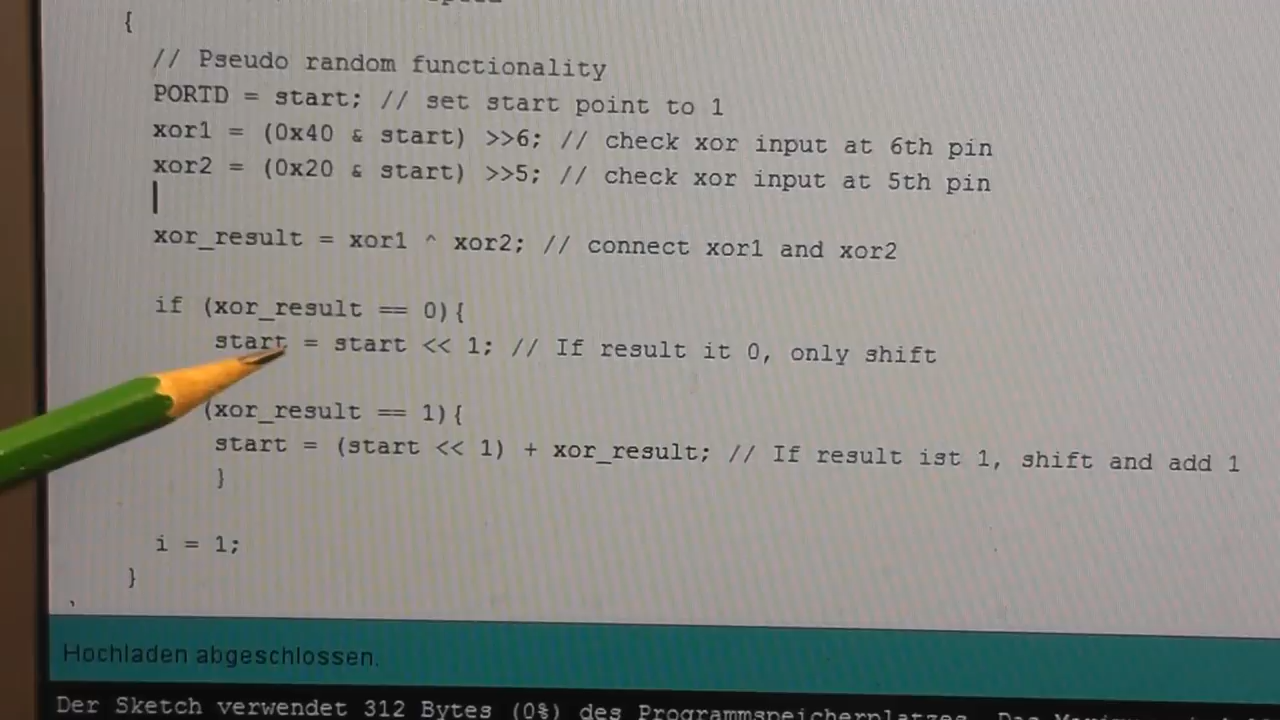 {
// Pseudo random functionality
PORTD = start; // set start point to 1
xor1 = (0x40 & start) >>6; // check xor input at 6th pin
xor2 = (0x20 & start) >>5; // check xor input at 5th pin
xor_result = xor1 ^ xor2; // connect xor1 and xor2
if (xor_result == 0){
start = start << 1; // If result it 0, only shift
(xor_result == 1){
start = (start << 1) + xor_result; // If result ist 1, shift and add 1
}
i = 1;
}
Hochladen abgeschlossen.
Der Sketch verwendet 312 Bytes (0%) des Programmspeicherplatzes. Das